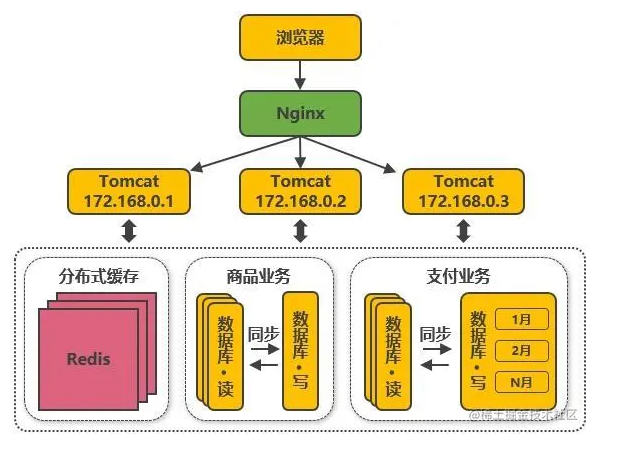 浏览器
Nginx
Tomcat
172.168.0.1
Tomcat
172.168.0.2
Tomcat
172.168.0.3
分布式缓存
商品业务
支付业务
Redis
数据库·读
同步
数据库·写
数据库·读
同步
数据库·写
1月
2月
N月
@稀土掘金技术社区